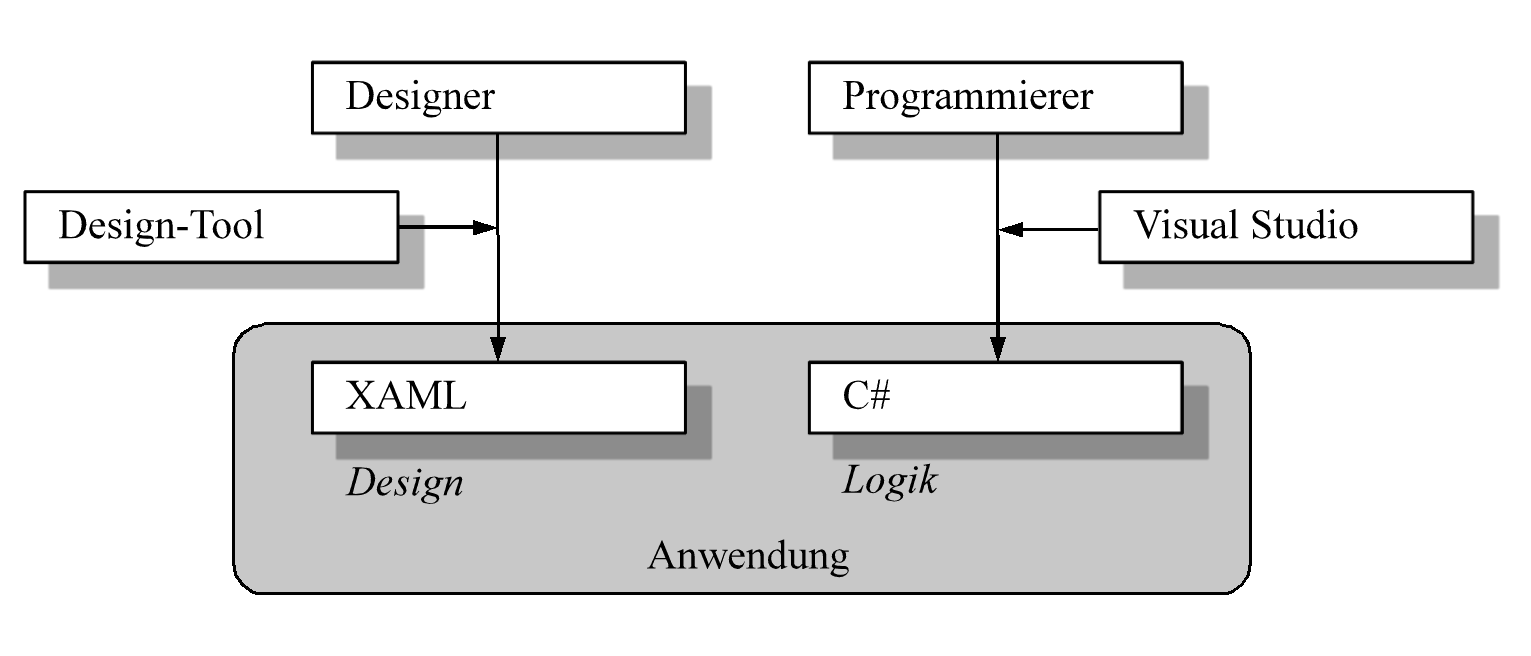 Designer
Programmierer
Design-Tool
Visual Studio
XAML
C#
Design
Logik
Anwendung